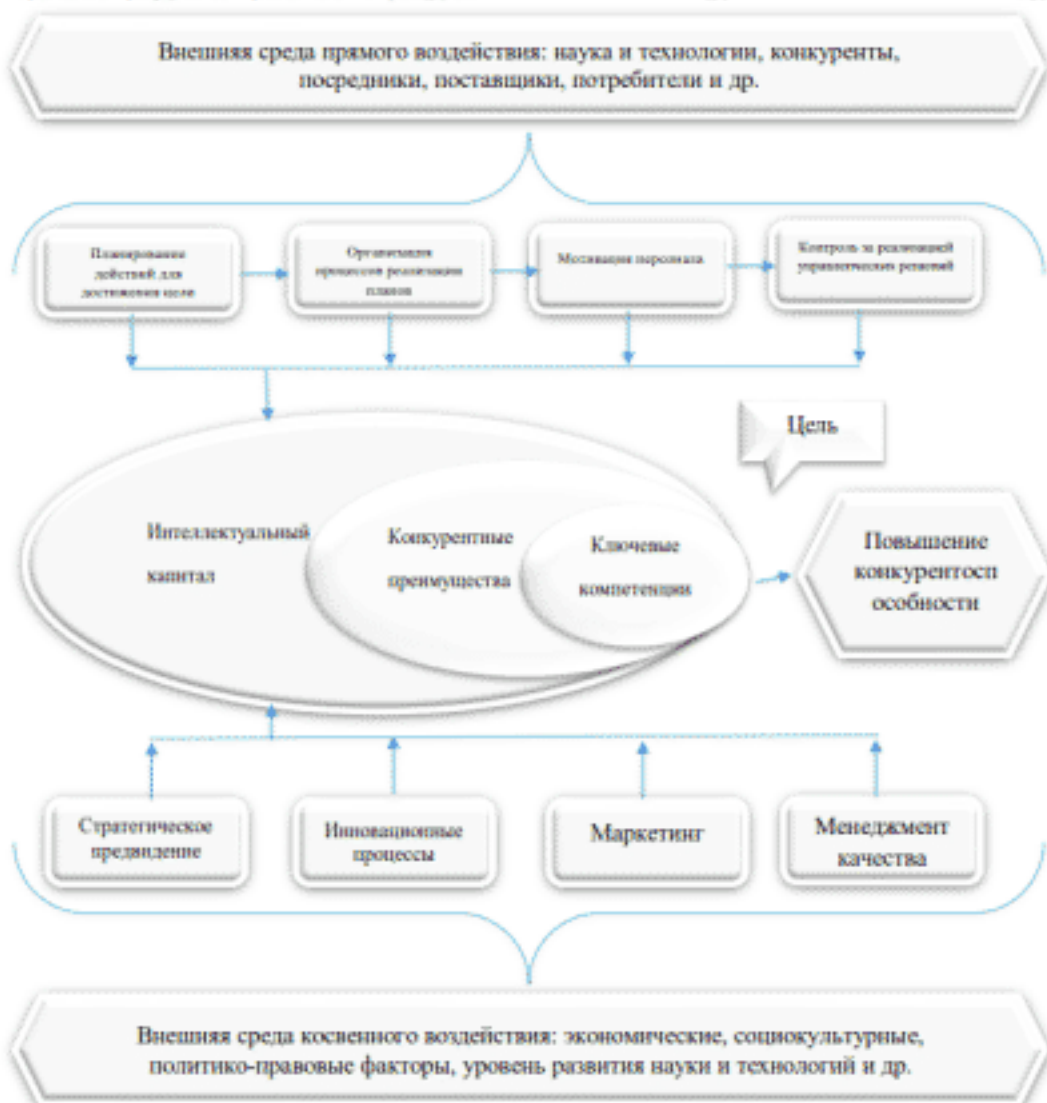 Внешняя среда прямого воздействия: наука и технологии, конкуренты,
посредники, поставщики, потребители и др.
Планирование
действий для
достижения цели
Организация
процессов реализации
планов
Мотивация персонала
Контроль за реализацией
управленческих решений
Цель
Интеллектуальный
капитал
Конкурентные
преимущества
Ключевые
компетенции
Повышение
конкурентосп
особности
Стратегическое
предвидение
Инновационные
процессы
Маркетинг
Менеджмент
качества
Внешняя среда косвенного воздействия: экономические, социокультурные,
политико-правовые факторы, уровень развития науки и технологий и др.